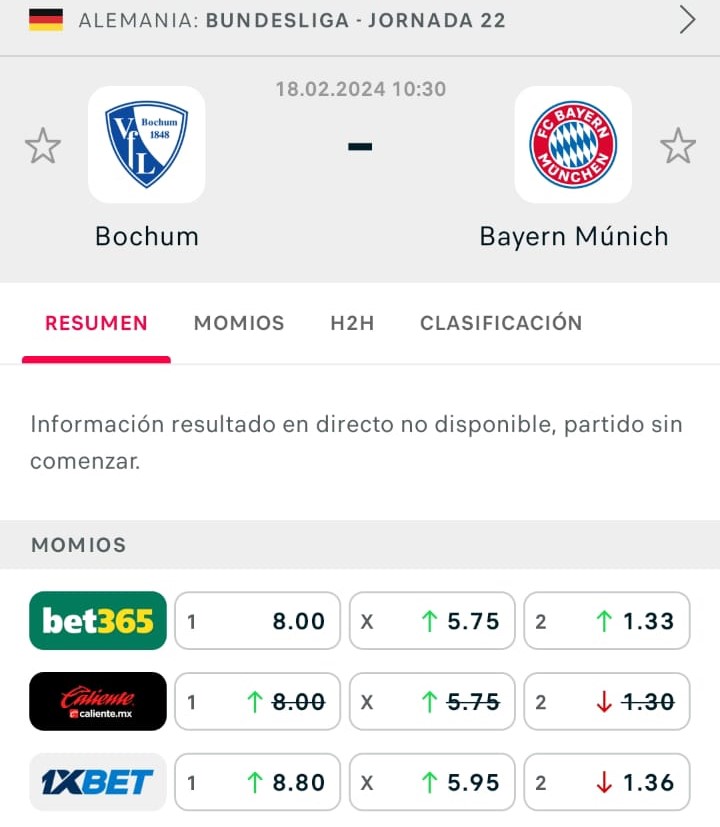 ALEMANIA: BUNDESLIGA - JORNADA 22
18.02.2024 10:30
VfL Bochum 1848
FC BAYERN MÜNCHEN
-
Bochum
Bayern Múnich
RESUMEN MOMIOS H2H CLASIFICACIÓN
Información resultado en directo no disponible, partido sin
comenzar.
MOMIOS
bet365 1 8.00 X ↑ 5.75 2 ↑ 1.33
Caliente caliente.mx 1 ↑ 8.00 X ↑ 5.75 2 ↓ 1.30
1XBET 1 ↑ 8.80 X ↑ 5.95 2 ↓ 1.36